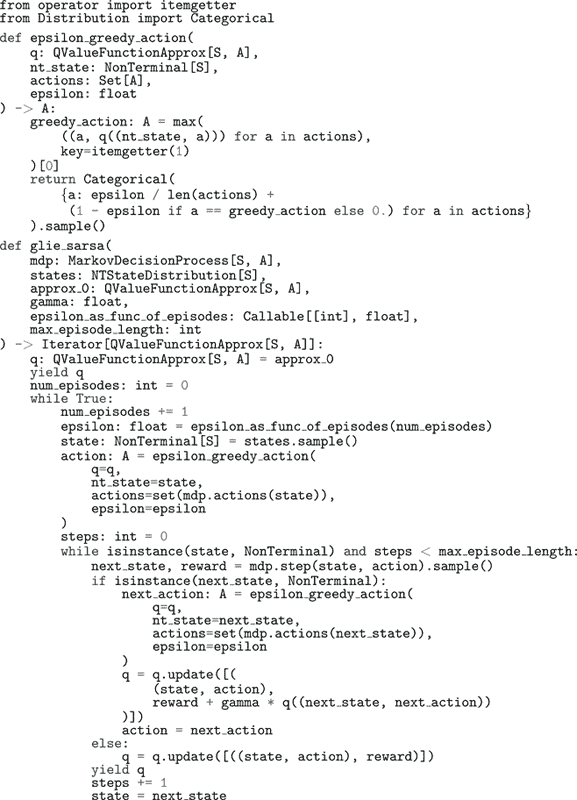 from operator import itemgetter
from Distribution import Categorical
def epsilon_greedy_action(
    q: QValueFunctionApprox[S, A],
    nt_state: NonTerminal[S],
    actions: Set[A],
    epsilon: float
) -> A:
    greedy_action: A = max(
        ((a, q((nt_state, a))) for a in actions),
        key=itemgetter(1)
    )[0]
    return Categorical(
        {a: epsilon / len(actions) +
         (1 - epsilon if a == greedy_action else 0.) for a in actions}
    ).sample()
def glie_sarsa(
    mdp: MarkovDecisionProcess[S, A],
    states: NTStateDistribution[S],
    approx_0: QValueFunctionApprox[S, A],
    gamma: float,
    epsilon_as_func_of_episodes: Callable[[int], float],
    max_episode_length: int
) -> Iterator[QValueFunctionApprox[S, A]]:
    q: QValueFunctionApprox[S, A] = approx_0
    yield q
    num_episodes: int = 0
    while True:
        num_episodes += 1
        epsilon: float = epsilon_as_func_of_episodes(num_episodes)
        state: NonTerminal[S] = states.sample()
        action: A = epsilon_greedy_action(
            q=q,
            nt_state=state,
            actions=set(mdp.actions(state)),
            epsilon=epsilon
        )
        steps: int = 0
        while isinstance(state, NonTerminal) and steps < max_episode_length:
            next_state, reward = mdp.step(state, action).sample()
            if isinstance(next_state, NonTerminal):
                next_action: A = epsilon_greedy_action(
                    q=q,
                    nt_state=next_state,
                    actions=set(mdp.actions(next_state)),
                    epsilon=epsilon
                )
                q = q.update([(
                    (state, action),
                    reward + gamma * q((next_state, next_action))
                )])
                action = next_action
            else:
                q = q.update([((state, action), reward)])
            yield q
            steps += 1
            state = next_state